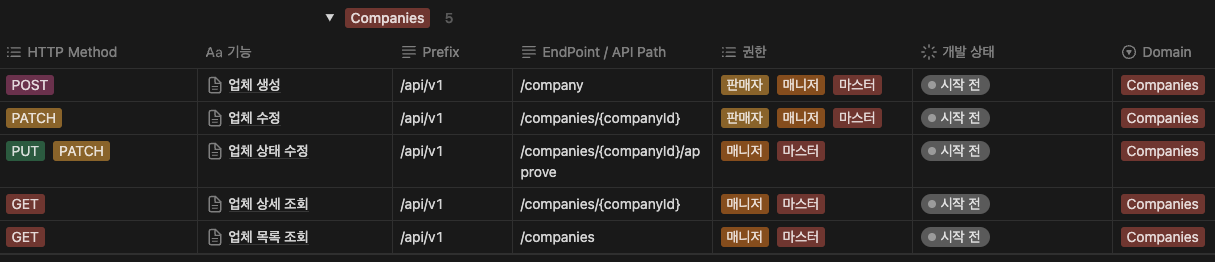 Companies 5
HTTP Method Aa 기능 Prefix EndPoint / API Path 권한 개발 상태 Domain
POST 업체 생성 /api/v1 /company 판매자 매니저 마스터 시작 전 Companies
PATCH 업체 수정 /api/v1 /companies/{companyId} 판매자 매니저 마스터 시작 전 Companies
PUT PATCH 업체 상태 수정 /api/v1 /companies/{companyId}/ap 매니저 마스터 시작 전 Companies
prove
GET 업체 상세 조회 /api/v1 /companies/{companyId} 매니저 마스터 시작 전 Companies
GET 업체 목록 조회 /api/v1 /companies 매니저 마스터 시작 전 Companies